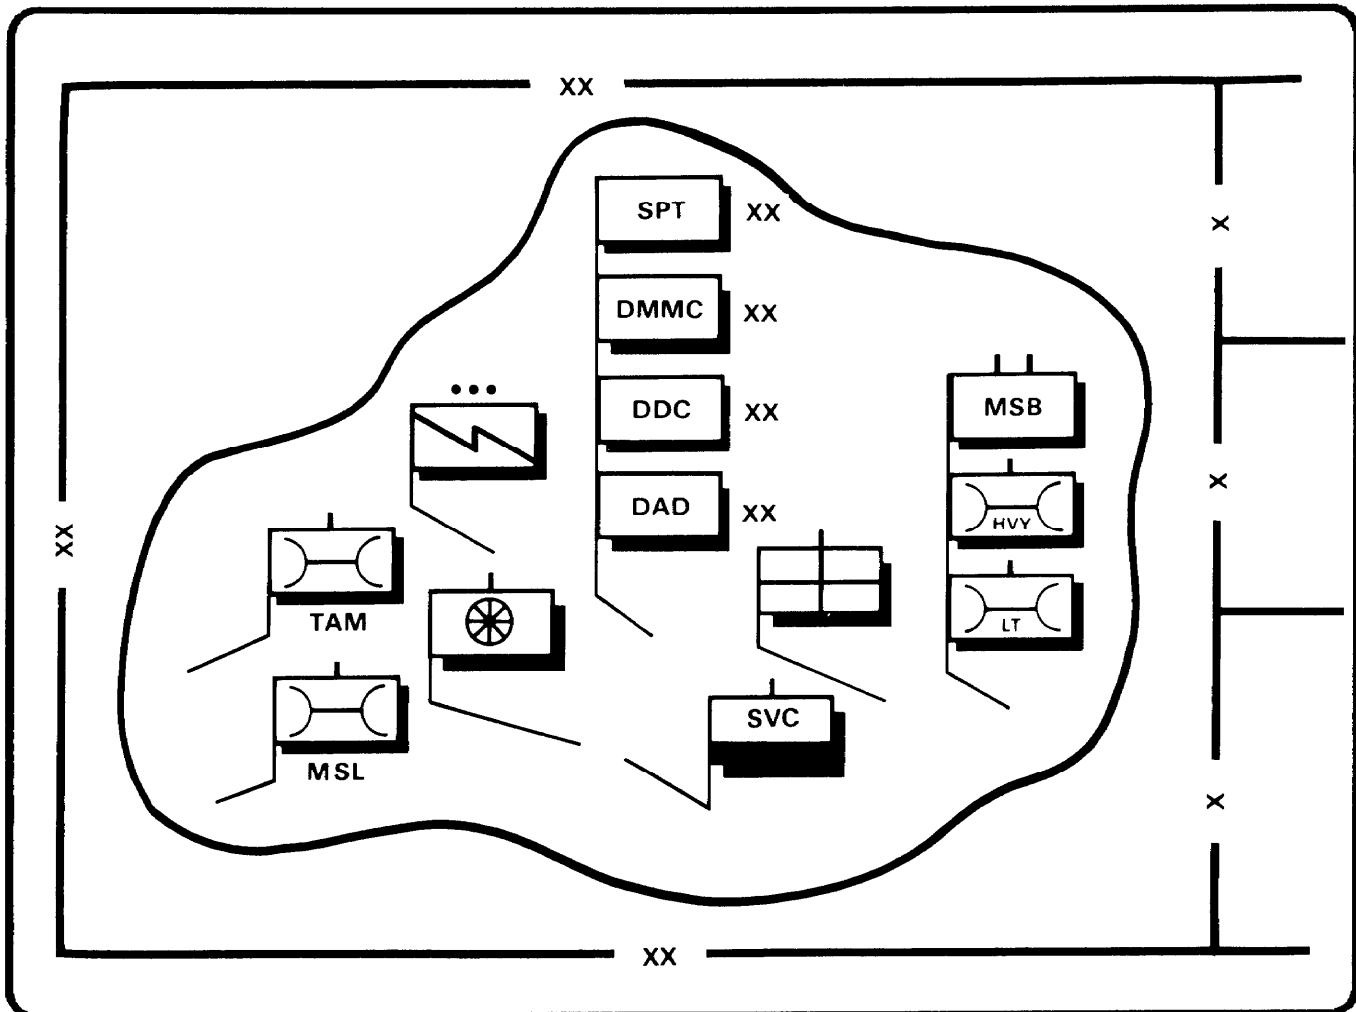 XX
SPT XX
X
DMMC XX
DDC XX
MSB
DAD XX
X
HVY
XX
TAM
LT
SVC
MSL
X
XX